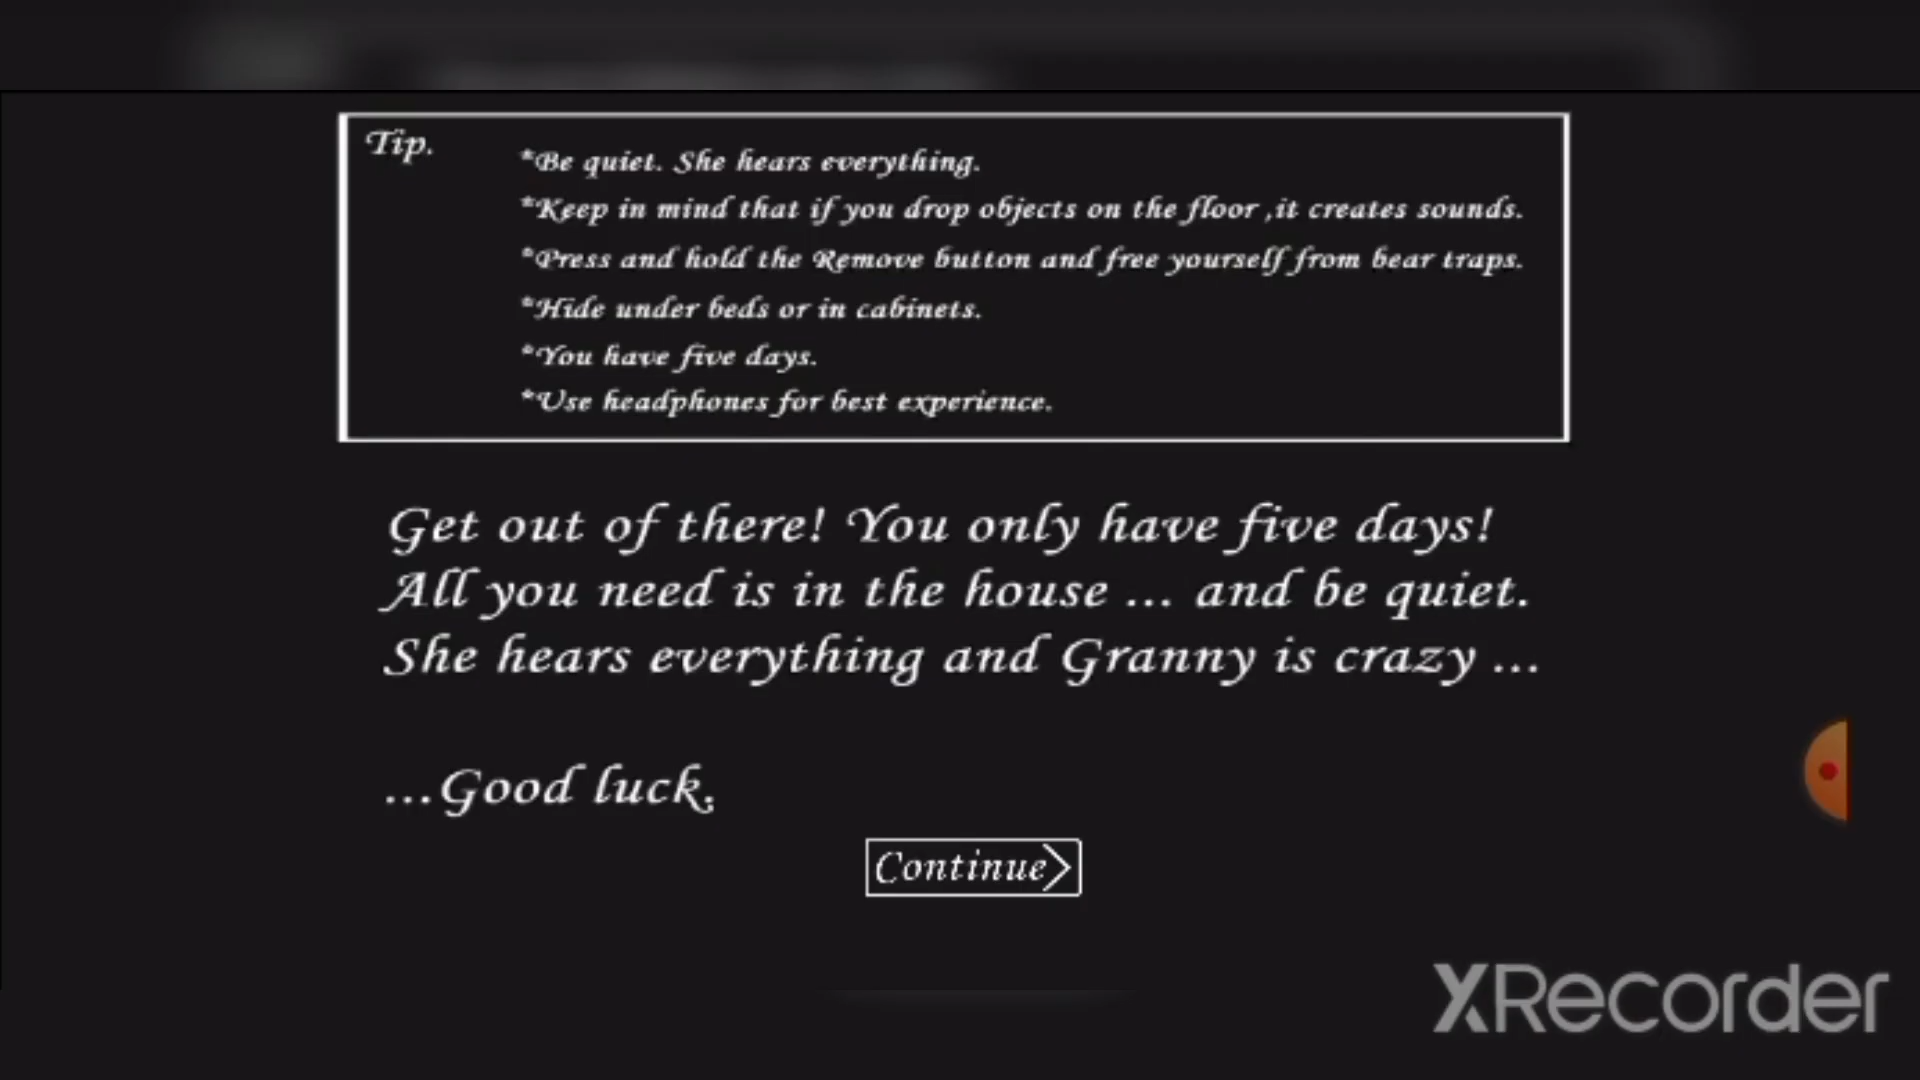 Tip.
*Be quiet. She hears everything.
*Keep in mind that if you drop objects on the floor ,it creates sounds.
*Press and hold the Remove button and free yourself from bear traps.
*Hide under beds or in cabinets.
*You have five days.
*Use headphones for best experience.
Get out of there! You only have five days!
All you need is in the house ... and be quiet.
She hears everything and Granny is crazy ...
...Good luck.
Continue>
XRecorder